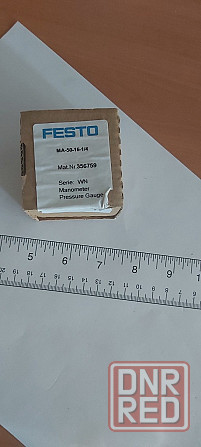 FESTO
MA-50-16-1/4
Mat.Nr.356759
Serie: WN
Manometer
Pressure Gauge
5 6 7 8 9
DNR
RED